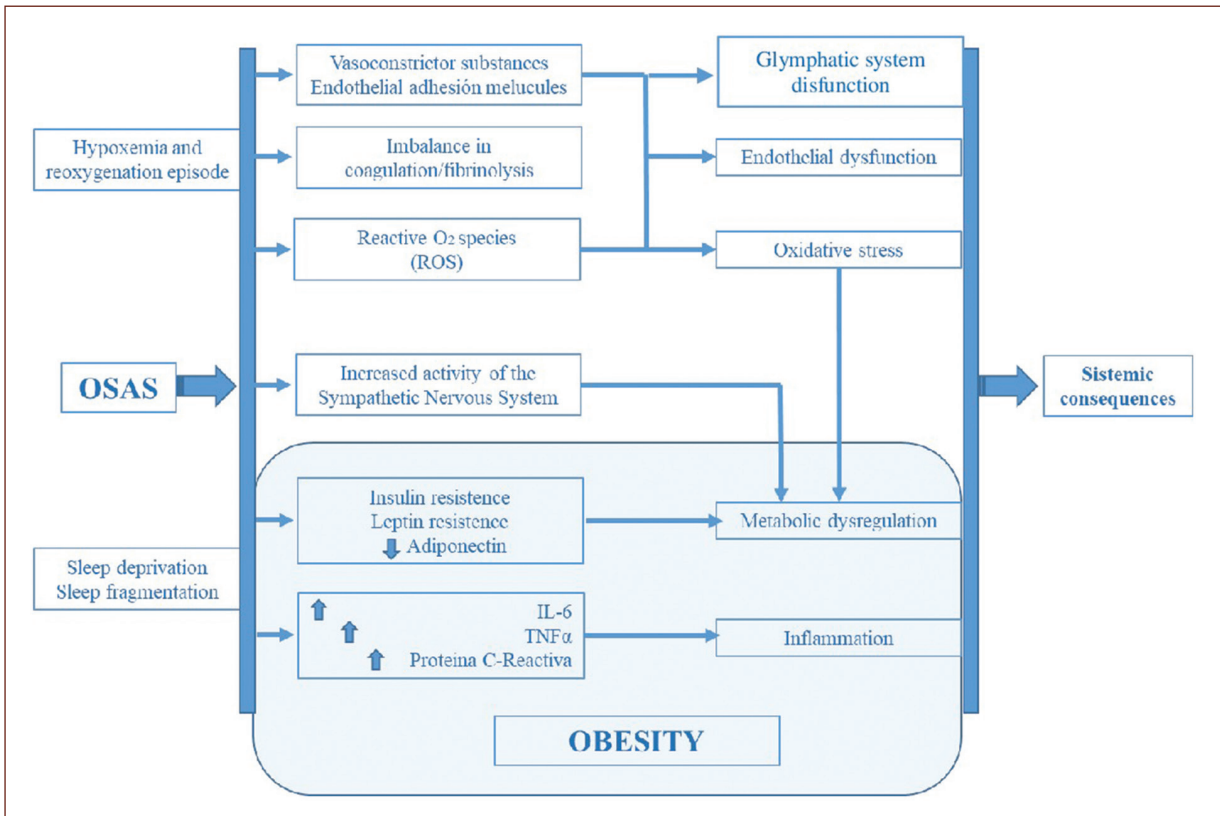 Vasoconstrictor substances
Endothelial adhesión melucules
Glymphatic system
disfunction
Hypoxemia and
reoxygenation episode
Imbalance in
coagulation/fibrinolysis
Endothelial dysfunction
Reactive O₂ species
(ROS)
Oxidative stress
OSAS
Increased activity of the
Sympathetic Nervous System
Sistemic
consequences
Insulin resistence
Leptin resistence
Adiponectin
Metabolic dysregulation
Sleep deprivation
Sleep fragmentation
IL-6
TNFα
Proteina C-Reactiva
Inflammation
OBESITY